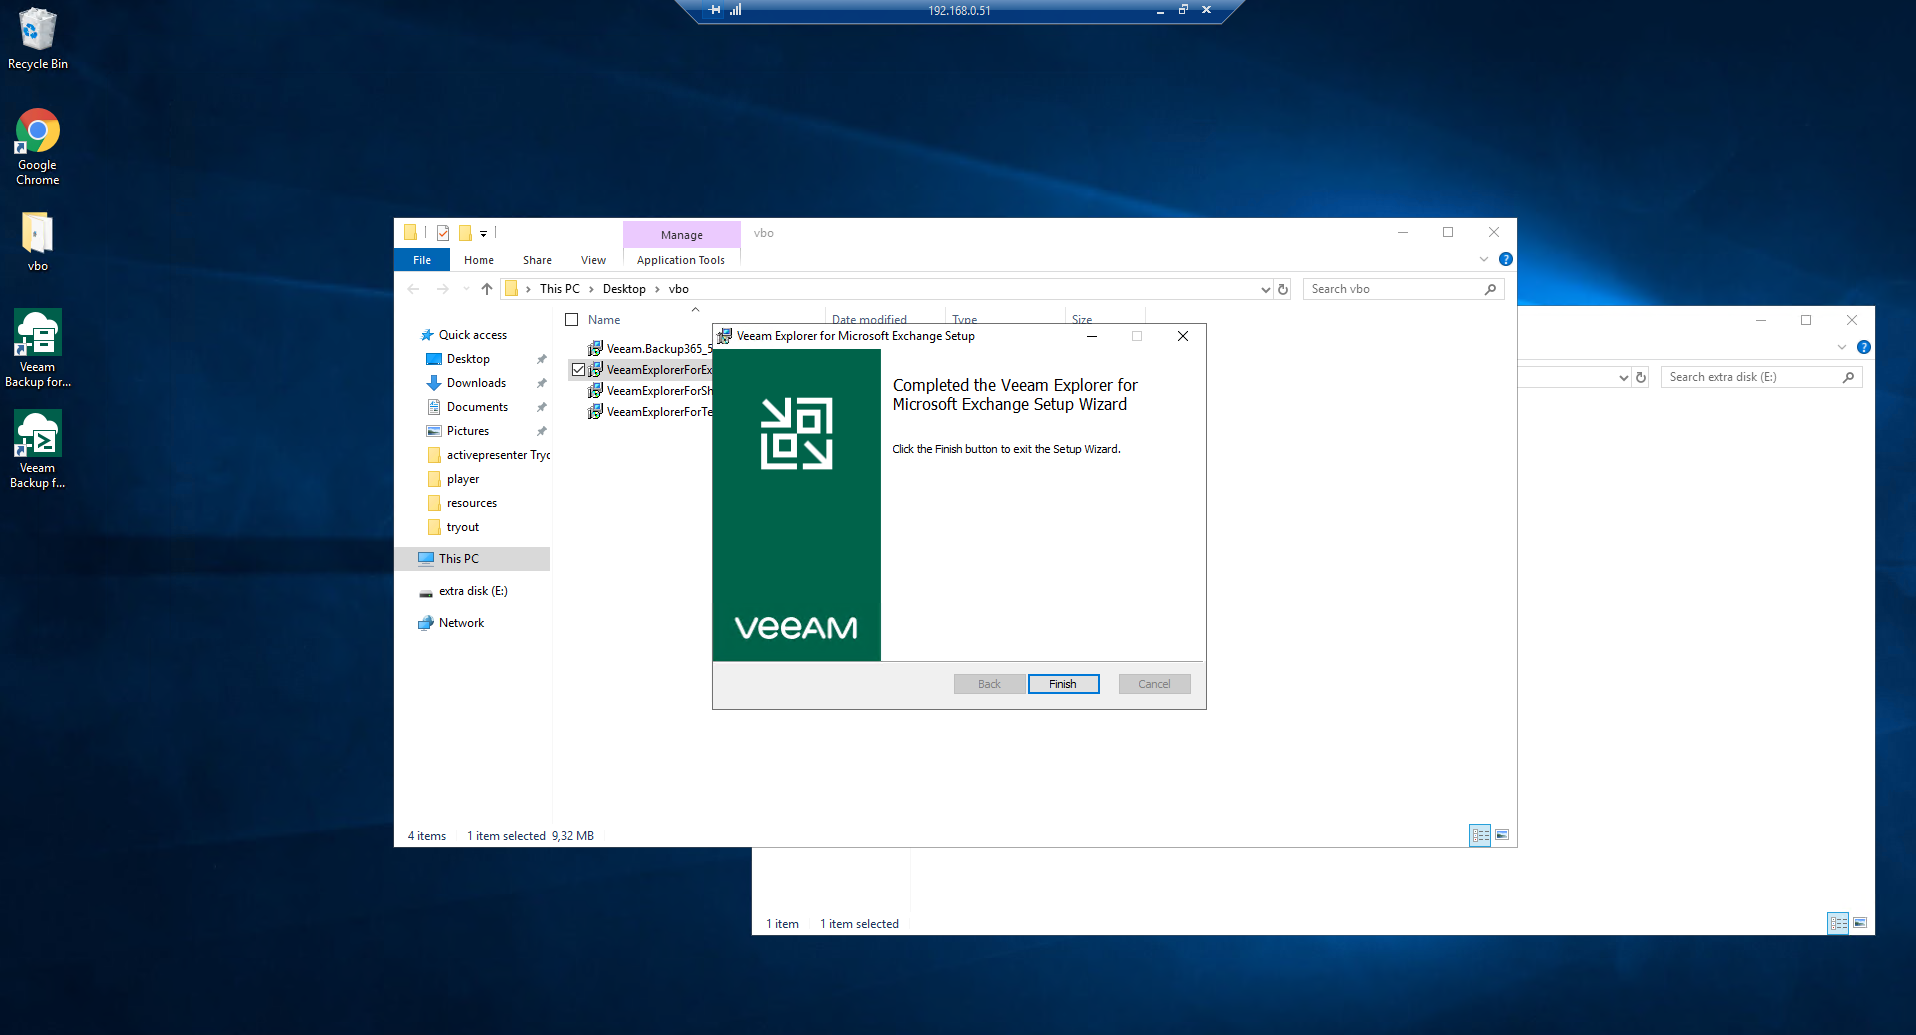 192.168.0.51
Recycle Bin
Google
Chrome
vbo
Veeam
Backup for...
Veeam
Backup f...
Manage
vbo
File
Home
Share
View
Application Tools
This PC
Desktop
vbo
Search vbo
Name
Date modified
Type
Size
Quick access
Desktop
Downloads
Documents
Pictures
activepresenter Tryo
player
resources
tryout
This PC
extra disk (E:)
Network
Veeam.Backup365_5
VeeamExplorerForEx
VeeamExplorerForSh
VeeamExplorerForTe
4 items
1 item selected 9,32 MB
Veeam Explorer for Microsoft Exchange Setup
Completed the Veeam Explorer for
Microsoft Exchange Setup Wizard
Click the Finish button to exit the Setup Wizard.
VEEAM
Back
Finish
Cancel
Search extra disk (E:)
1 item
1 item selected